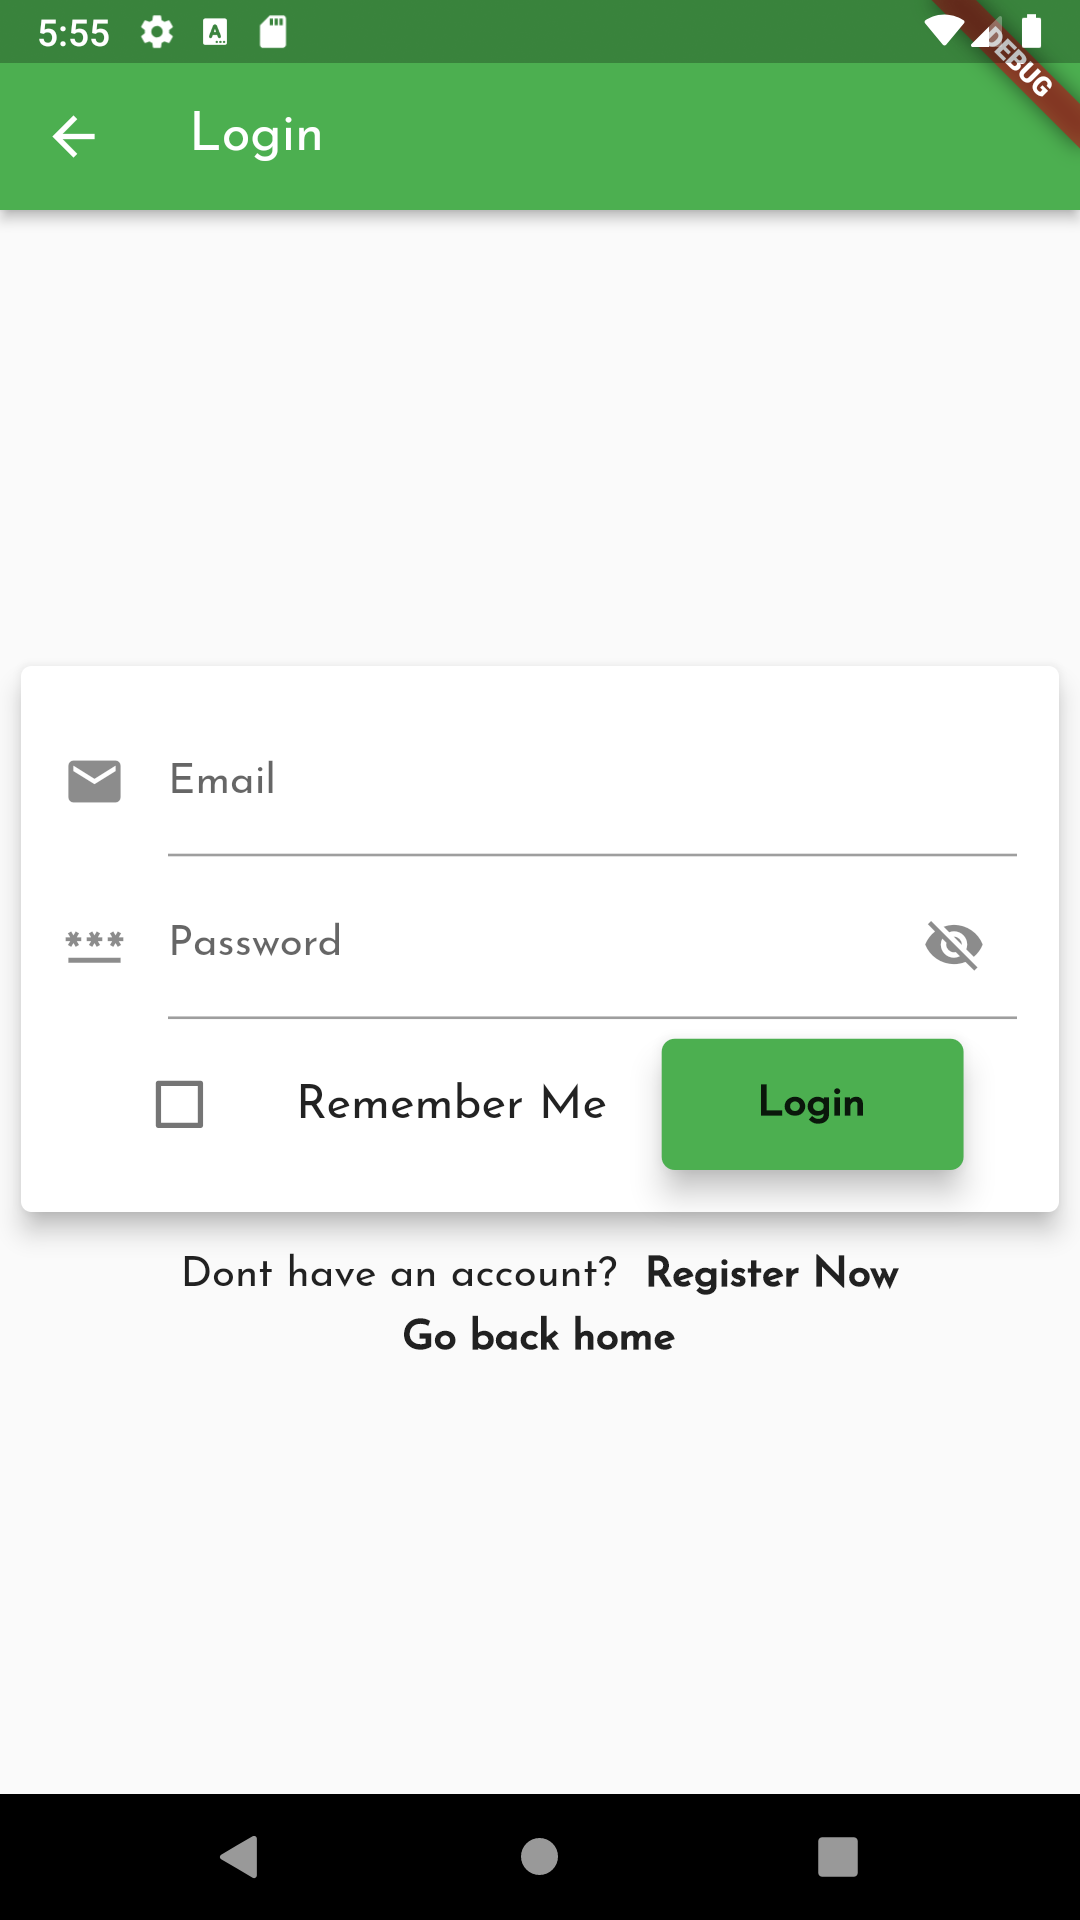 5:55
DEBUG
Login
Email
Password
Remember Me
Login
Dont have an account? Register Now
Go back home